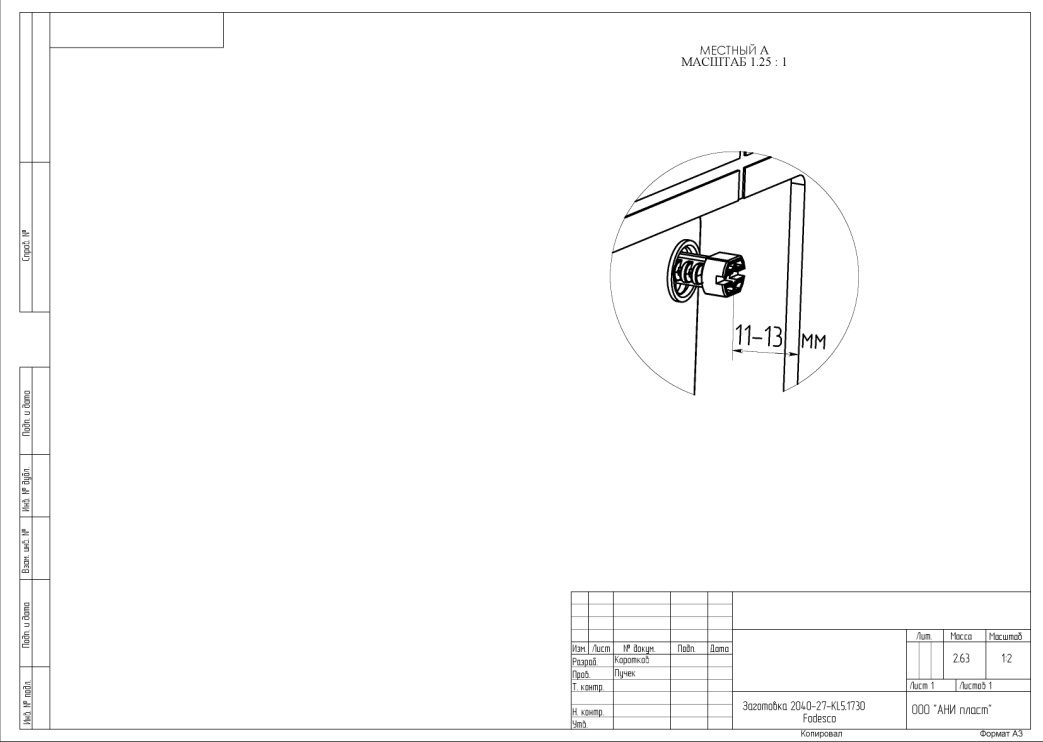 МЕСТНЫЙ А
МАСШТАБ 1.25 : 1
11-13 мм
Справ. №
Подп. и дата
Инв. № дубл.
Взам. инв. №
Подп. и дата
Инв. № подл.
Изм. Лист № докум. Подп. Дата
Разраб. Коротков
Пров. Пучек
Т. контр.
Н. контр.
Утв.
Заготовка 2040-27-KL5.1730
Fodesco
Лит. Масса Масштаб
2.63 1:2
Лист 1 Листов 1
ООО "АНИ пласт"
Копировал Формат А3